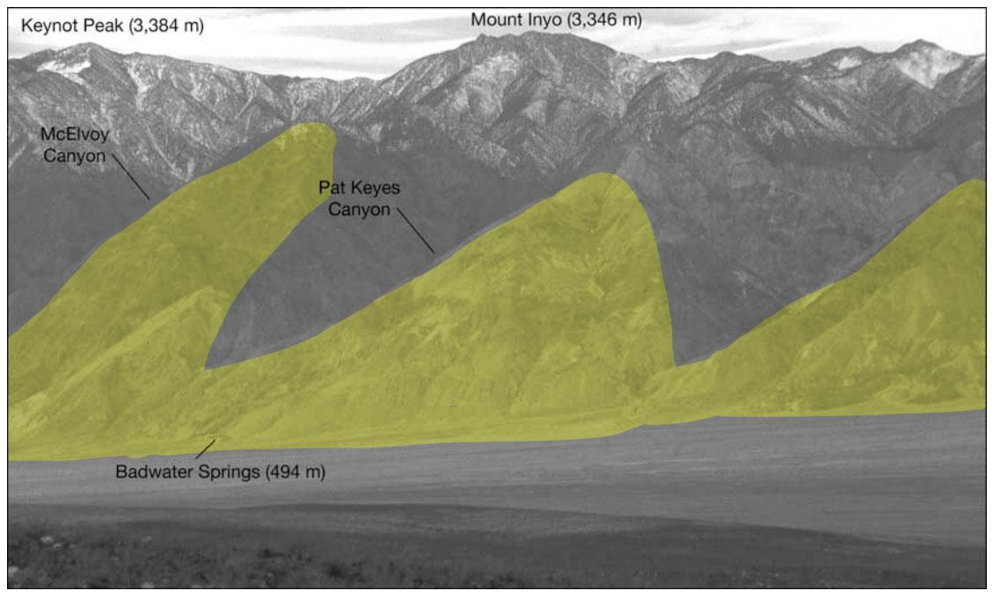 Keynot Peak (3,384 m)
Mount Inyo (3,346 m)
McElvoy
Canyon
Pat Keyes
Canyon
Badwater Springs (494 m)